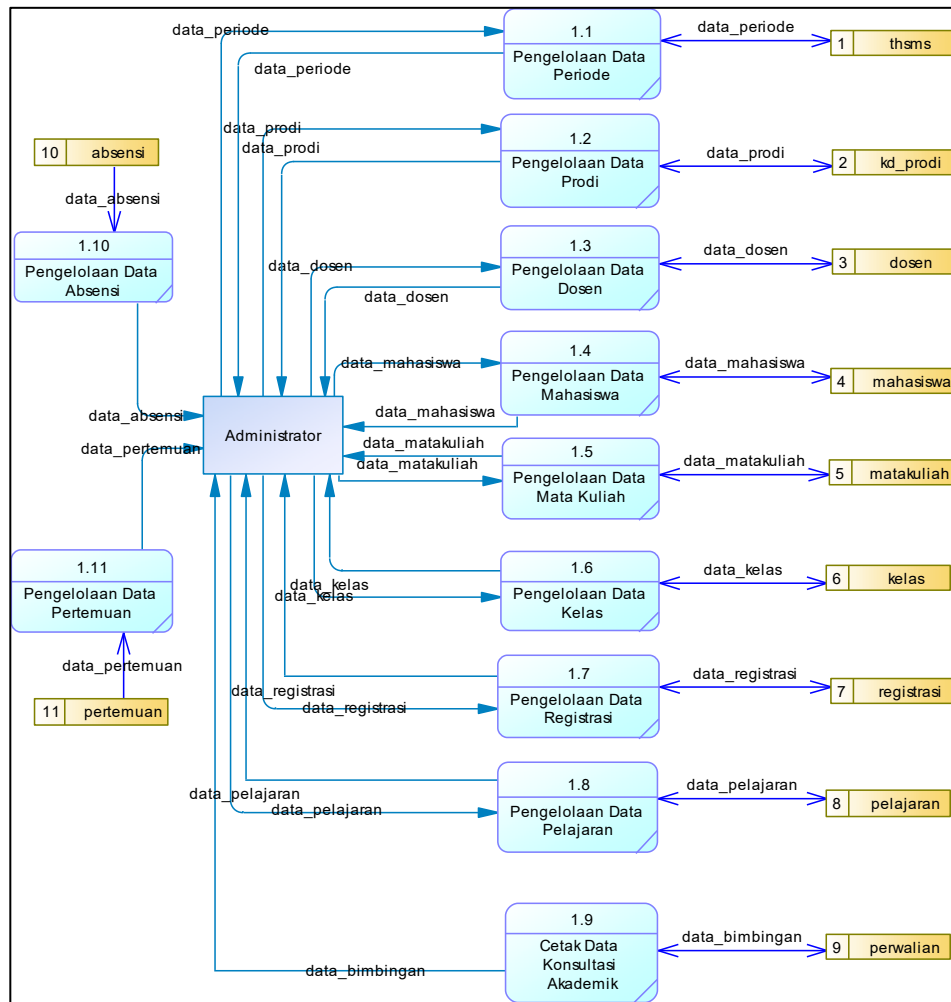 data_periode
1.1
Pengelolaan Data
Periode
data_periode
1 thsms
data_periode
data_prodi
data_prodi
1.2
Pengelolaan Data
Prodi
data_prodi
2 kd_prodi
10 absensi
data_absensi
1.10
Pengelolaan Data
Absensi
data_dosen
1.3
Pengelolaan Data
Dosen
data_dosen
3 dosen
data_dosen
data_mahasiswa
1.4
Pengelolaan Data
Mahasiswa
data_mahasiswa
4 mahasiswa
data_mahasiswa
data_absensi
data_pertemuan
Administrator
data_matakuliah
data_matakuliah
1.5
Pengelolaan Data
Mata Kuliah
data_matakuliah
5 matakuliah
1.11
Pengelolaan Data
Pertemuan
data_pertemuan
11 pertemuan
data_kelas
data_kelas
1.6
Pengelolaan Data
Kelas
data_kelas
6 kelas
data_registrasi
data_registrasi
1.7
Pengelolaan Data
Registrasi
data_registrasi
7 registrasi
data_pelajaran
data_pelajaran
1.8
Pengelolaan Data
Pelajaran
data_pelajaran
8 pelajaran
data_bimbingan
1.9
Cetak Data
Konsultasi
Akademik
data_bimbingan
9 perwalian